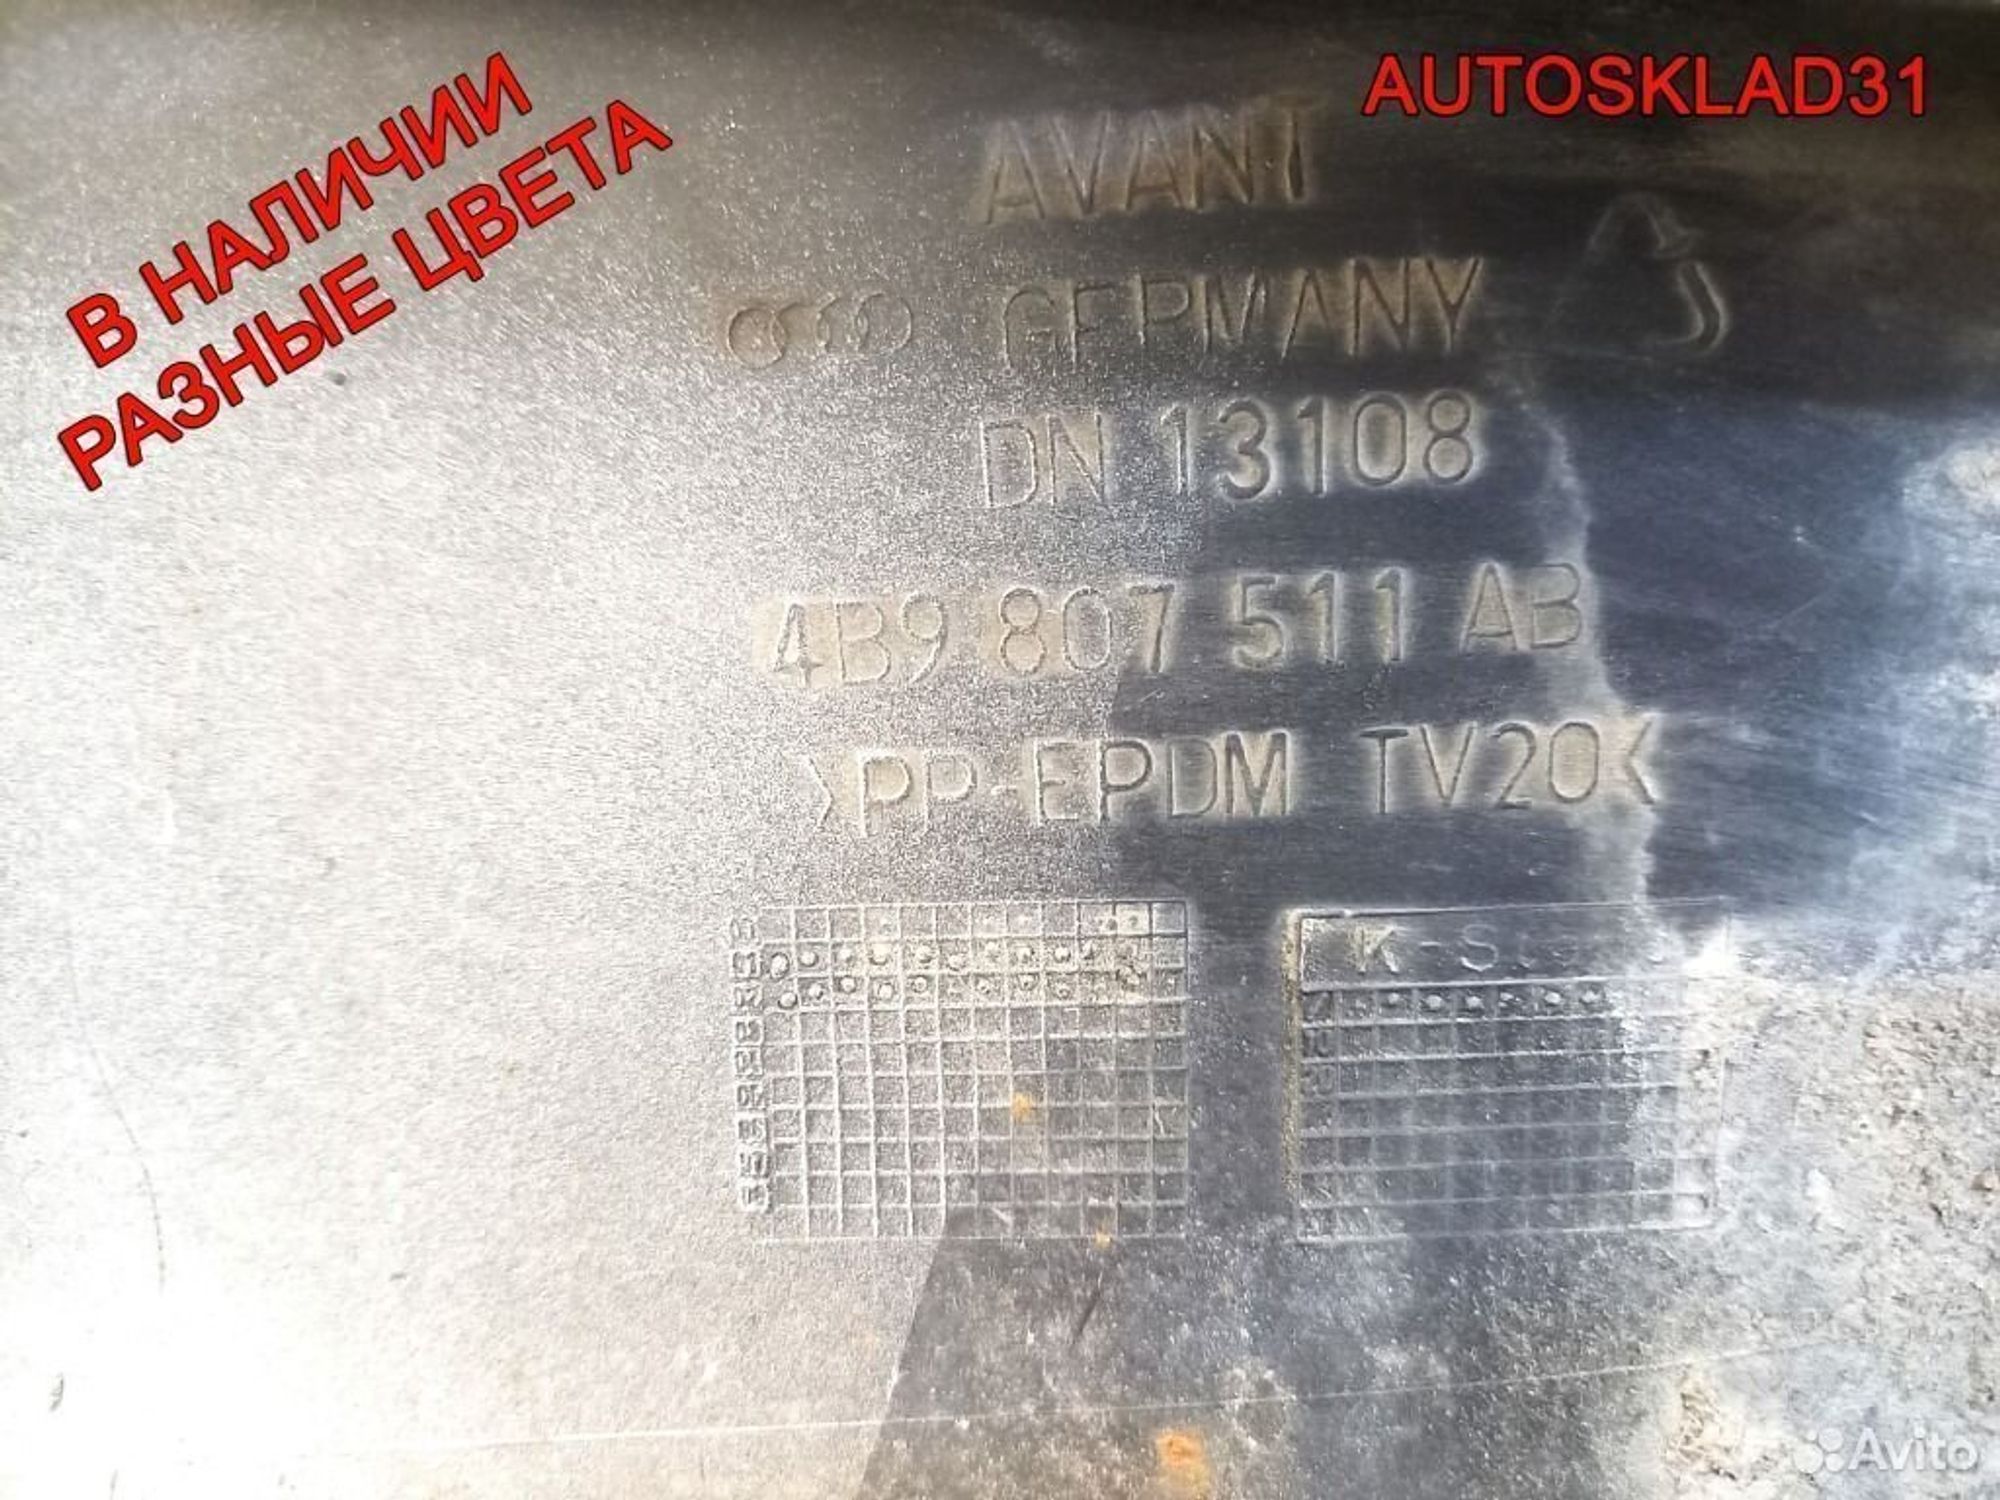 В НАЛИЧИИ
РАЗНЫЕ ЦВЕТА
AUTOSKLAD31
AVANT
GERMANY
DN 13108
4B9 807 511 AB
>PP-EPDM TV20<
Avito